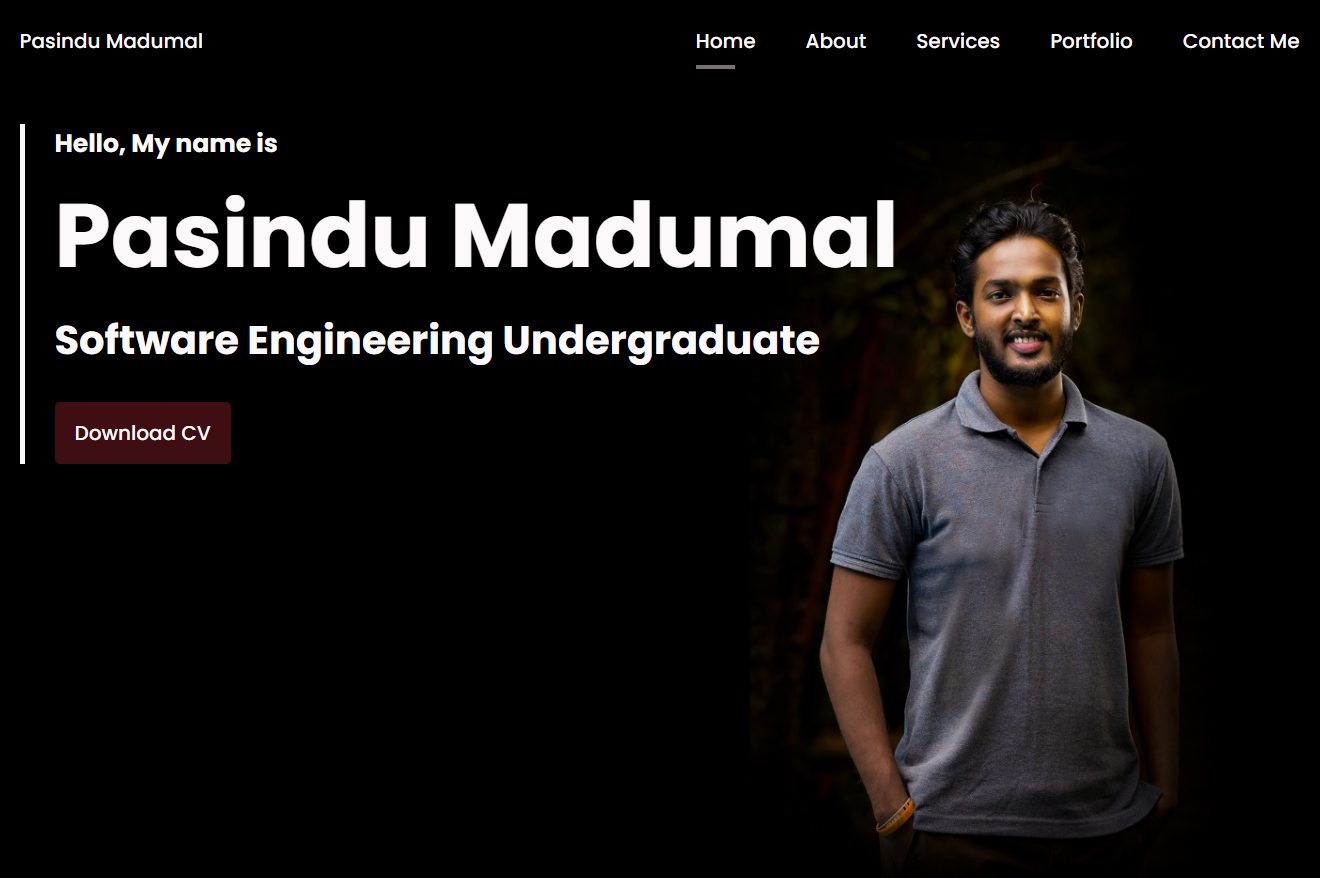 Pasindu Madumal
Home About Services Portfolio Contact Me
Hello, My name is
Pasindu Madumal
Software Engineering Undergraduate
Download CV